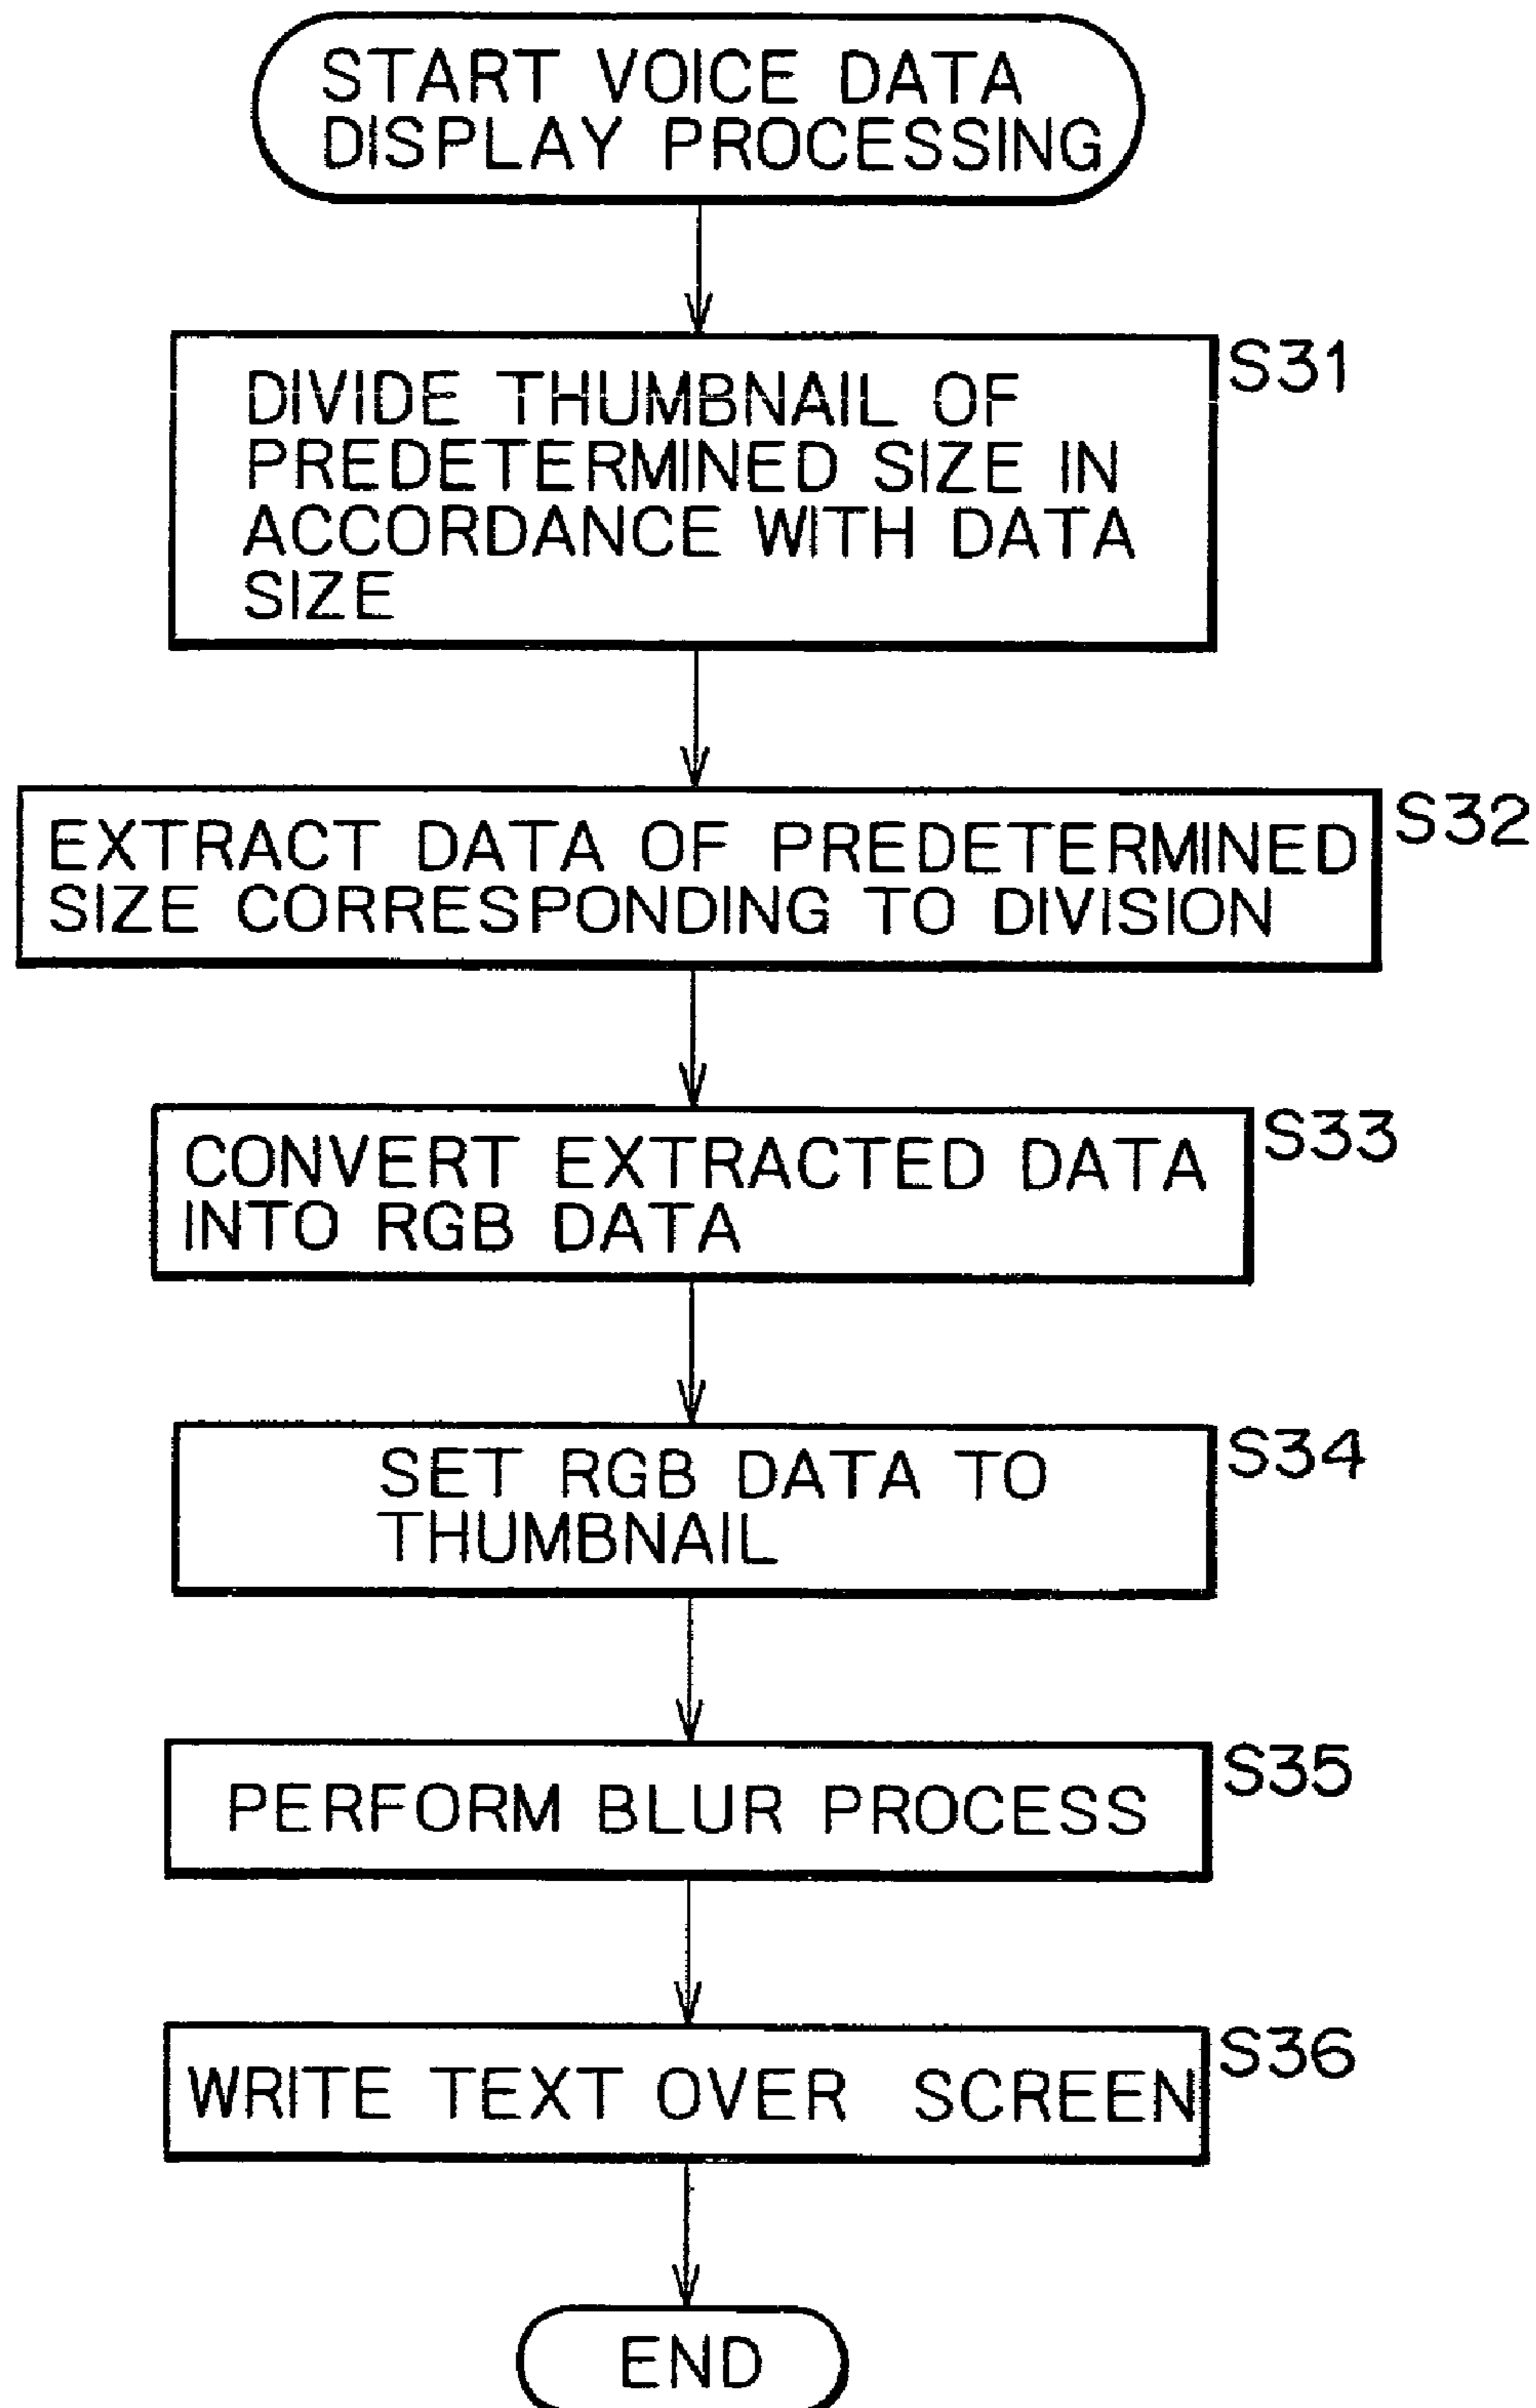 START VOICE DATA
DISPLAY PROCESSING
S31
DIVIDE THUMBNAIL OF
PREDETERMINED SIZE IN
ACCORDANCE WITH DATA
SIZE
S32
EXTRACT DATA OF PREDETERMINED
SIZE CORRESPONDING TO DIVISION
S33
CONVERT EXTRACTED DATA
INTO RGB DATA
S34
SET RGB DATA TO
THUMBNAIL
S35
PERFORM BLUR PROCESS
S36
WRITE TEXT OVER SCREEN
END